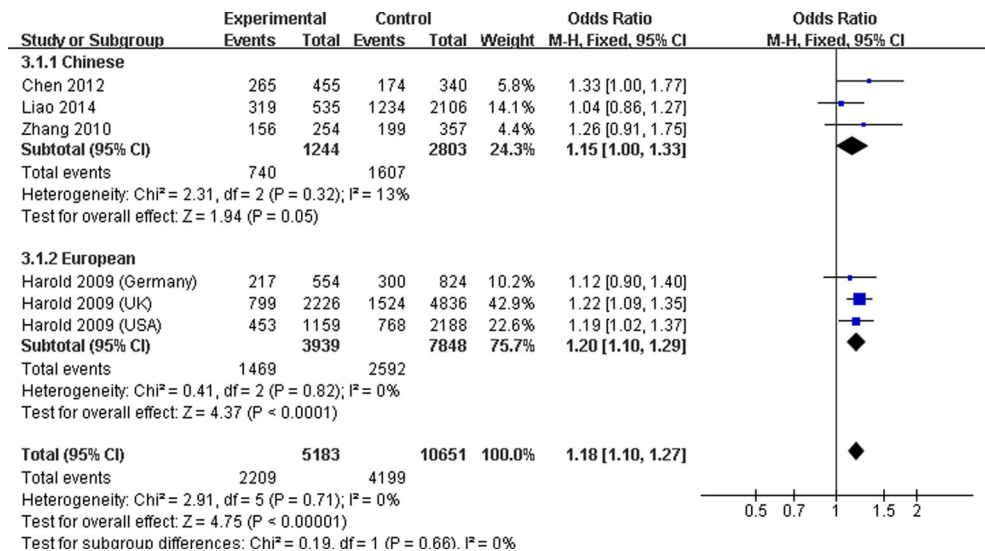 Experimental Control Odds Ratio Odds Ratio
Study or Subgroup Events Total Events Total Weight M-H, Fixed, 95% CI M-H, Fixed, 95% CI
3.1.1 Chinese
Chen 2012 265 455 174 340 5.8% 1.33 [1.00, 1.77]
Liao 2014 319 535 1234 2106 14.1% 1.04 [0.86, 1.27]
Zhang 2010 156 254 199 357 4.4% 1.26 [0.91, 1.75]
Subtotal (95% CI) 1244 2803 24.3% 1.15 [1.00, 1.33]
Total events 740 1607
Heterogeneity: Chi² = 2.31, df = 2 (P = 0.32); I² = 13%
Test for overall effect: Z = 1.94 (P = 0.05)
3.1.2 European
Harold 2009 (Germany) 217 554 300 824 10.2% 1.12 [0.90, 1.40]
Harold 2009 (UK) 799 2226 1524 4836 42.9% 1.22 [1.09, 1.35]
Harold 2009 (USA) 453 1159 768 2188 22.6% 1.19 [1.02, 1.37]
Subtotal (95% CI) 3939 7848 75.7% 1.20 [1.10, 1.29]
Total events 1469 2592
Heterogeneity: Chi² = 0.41, df = 2 (P = 0.82); I² = 0%
Test for overall effect: Z = 4.37 (P < 0.0001)
Total (95% CI) 5183 10651 100.0% 1.18 [1.10, 1.27]
Total events 2209 4199
Heterogeneity: Chi² = 2.91, df = 5 (P = 0.71); I² = 0%
Test for overall effect: Z = 4.75 (P < 0.00001)
Test for subgroup differences: Chi² = 0.19, df = 1 (P = 0.66), I² = 0%
0.5 0.7 1 1.5 2